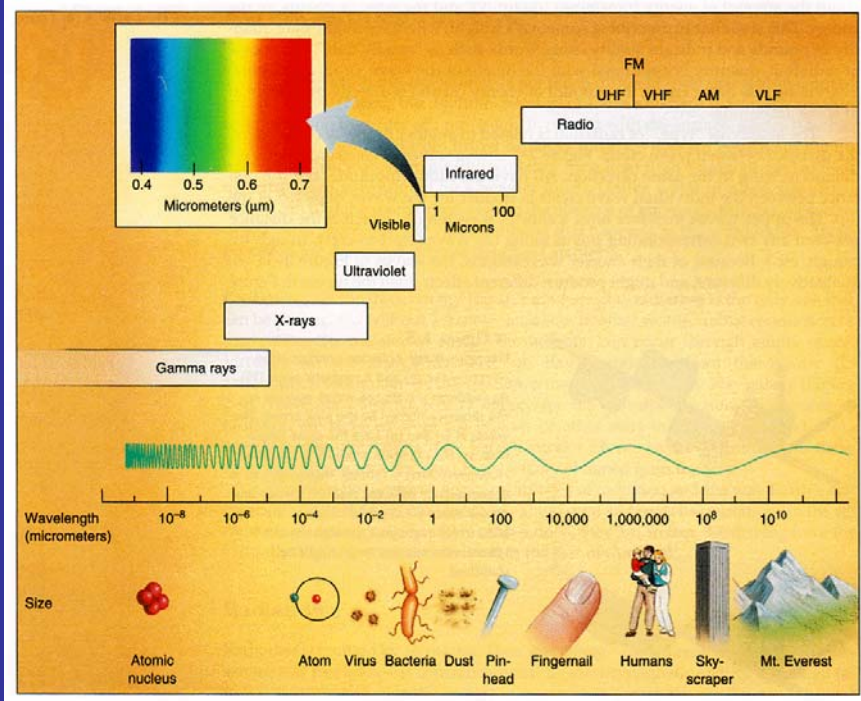 FM
UHF VHF AM VLF
Radio
Infrared
0.4 0.5 0.6 0.7
Micrometers (μm)
1 100
Visible Microns
Ultraviolet
X-rays
Gamma rays
Wavelength
(micrometers)
10⁻⁸ 10⁻⁶ 10⁻⁴ 10⁻² 1 100 10,000 1,000,000 10⁸ 10¹⁰
Size
Atomic
nucleus
Atom
Virus
Bacteria
Dust
Pin-
head
Fingernail
Humans
Sky-
scraper
Mt. Everest